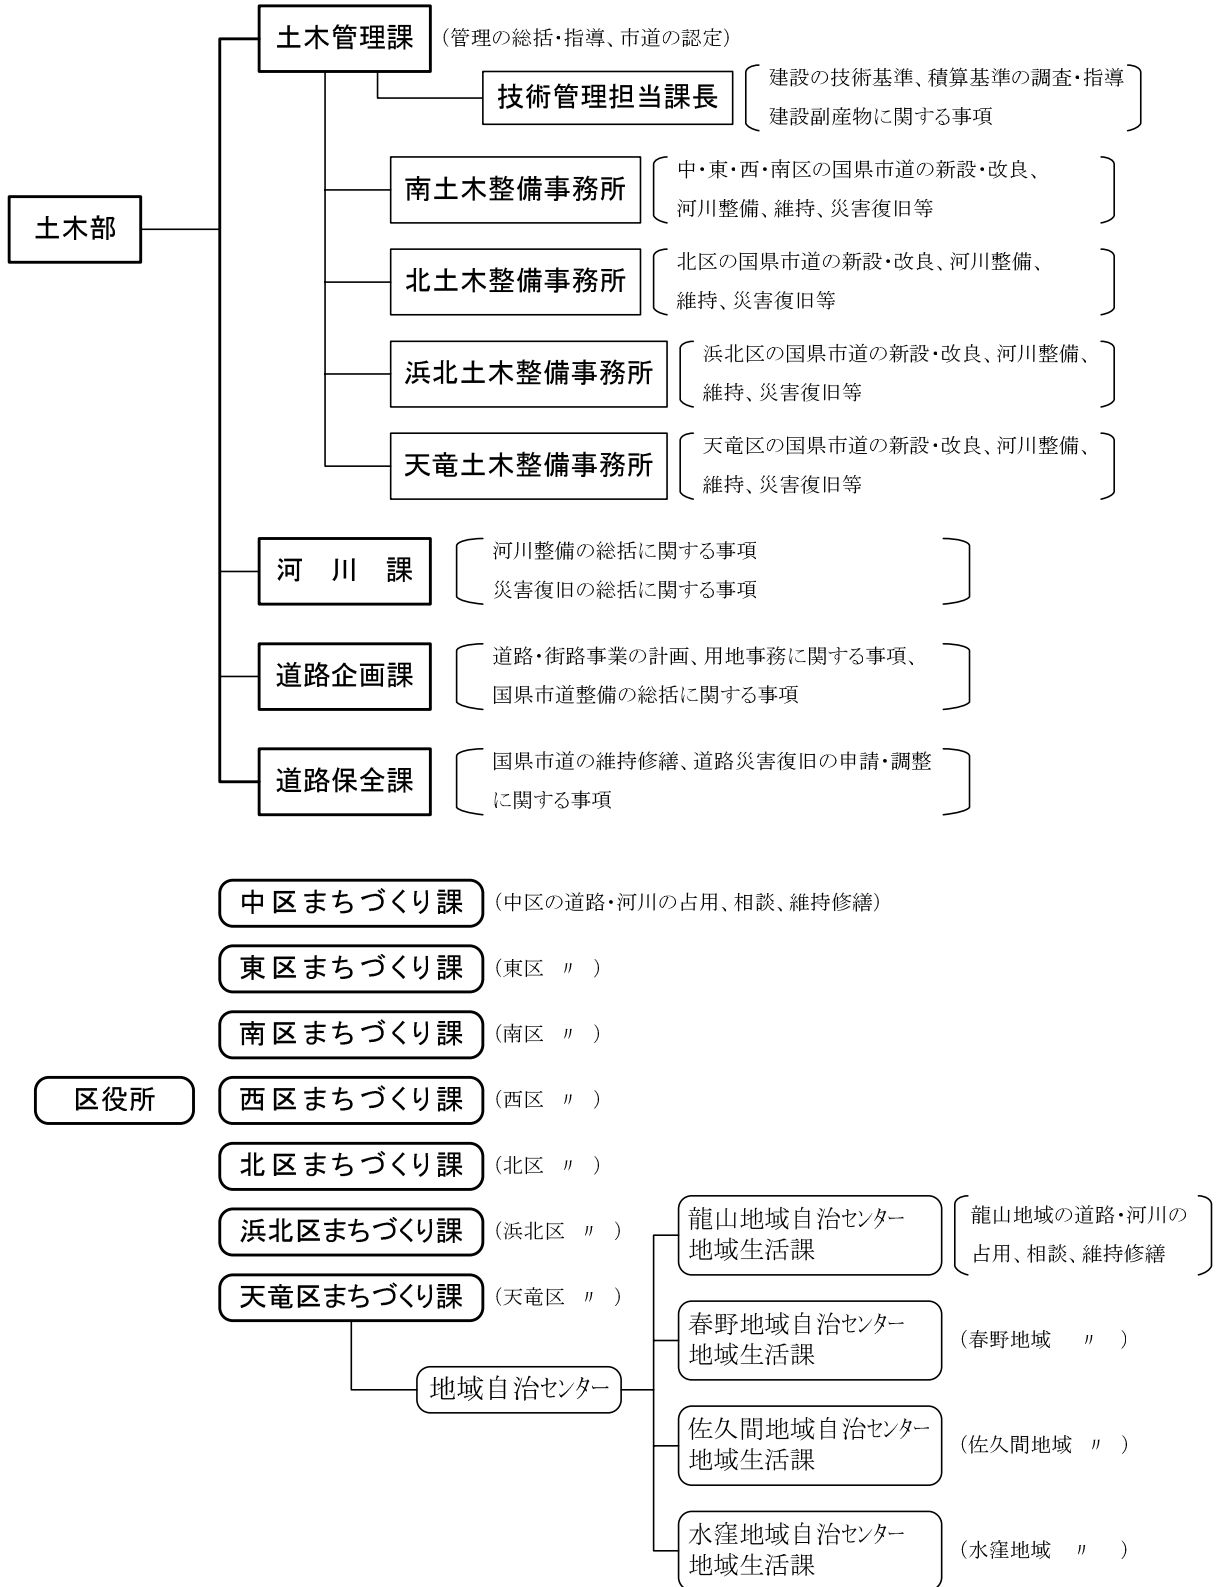 土木管理課
（管理の総括・指導、市道の認定）
技術管理担当課長
建設の技術基準、積算基準の調査・指導
建設副産物に関する事項
土木部
南土木整備事務所
中・東・西・南区の国県市道の新設・改良、
河川整備、維持、災害復旧等
北土木整備事務所
北区の国県市道の新設・改良、河川整備、
維持、災害復旧等
浜北土木整備事務所
浜北区の国県市道の新設・改良、河川整備、
維持、災害復旧等
天竜土木整備事務所
天竜区の国県市道の新設・改良、河川整備、
維持、災害復旧等
河　川　課
河川整備の総括に関する事項
災害復旧の総括に関する事項
道路企画課
道路・街路事業の計画、用地事務に関する事項、
国県市道整備の総括に関する事項
道路保全課
国県市道の維持修繕、道路災害復旧の申請・調整
に関する事項
区役所
中区まちづくり課
（中区の道路・河川の占用、相談、維持修繕）
東区まちづくり課
（東区　〃　）
南区まちづくり課
（南区　〃　）
西区まちづくり課
（西区　〃　）
北区まちづくり課
（北区　〃　）
浜北区まちづくり課
（浜北区　〃　）
天竜区まちづくり課
（天竜区　〃　）
地域自治センター
龍山地域自治センター
地域生活課
龍山地域の道路・河川の
占用、相談、維持修繕
春野地域自治センター
地域生活課
（春野地域　〃　）
佐久間地域自治センター
地域生活課
（佐久間地域　〃　）
水窪地域自治センター
地域生活課
（水窪地域　〃　）